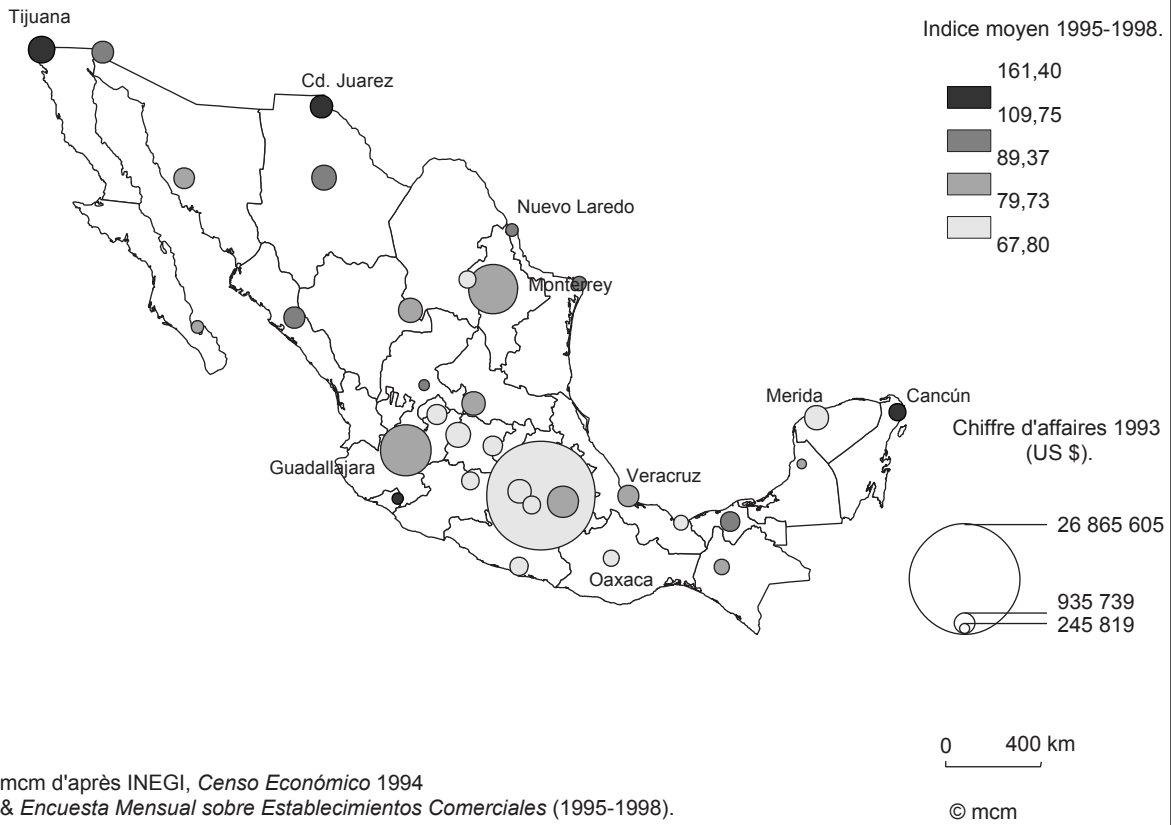 Tijuana
Indice moyen 1995-1998.
161,40
109,75
89,37
79,73
67,80
Cd. Juarez
Nuevo Laredo
Monterrey
Merida
Cancún
Chiffre d'affaires 1993
(US $).
Guadallajara
Veracruz
Oaxaca
26 865 605
935 739
245 819
0 400 km
mcm d'après INEGI, Censo Económico 1994
& Encuesta Mensual sobre Establecimientos Comerciales (1995-1998).
© mcm